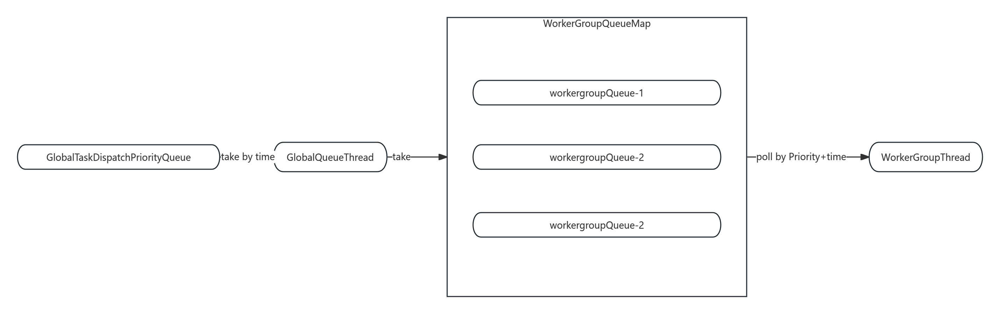 WorkerGroupQueueMap
workergroupQueue-1
GlobalTaskDispatchPriorityQueue
take by time
GlobalQueueThread
take
workergroupQueue-2
poll by Priority+time
WorkerGroupThread
workergroupQueue-2